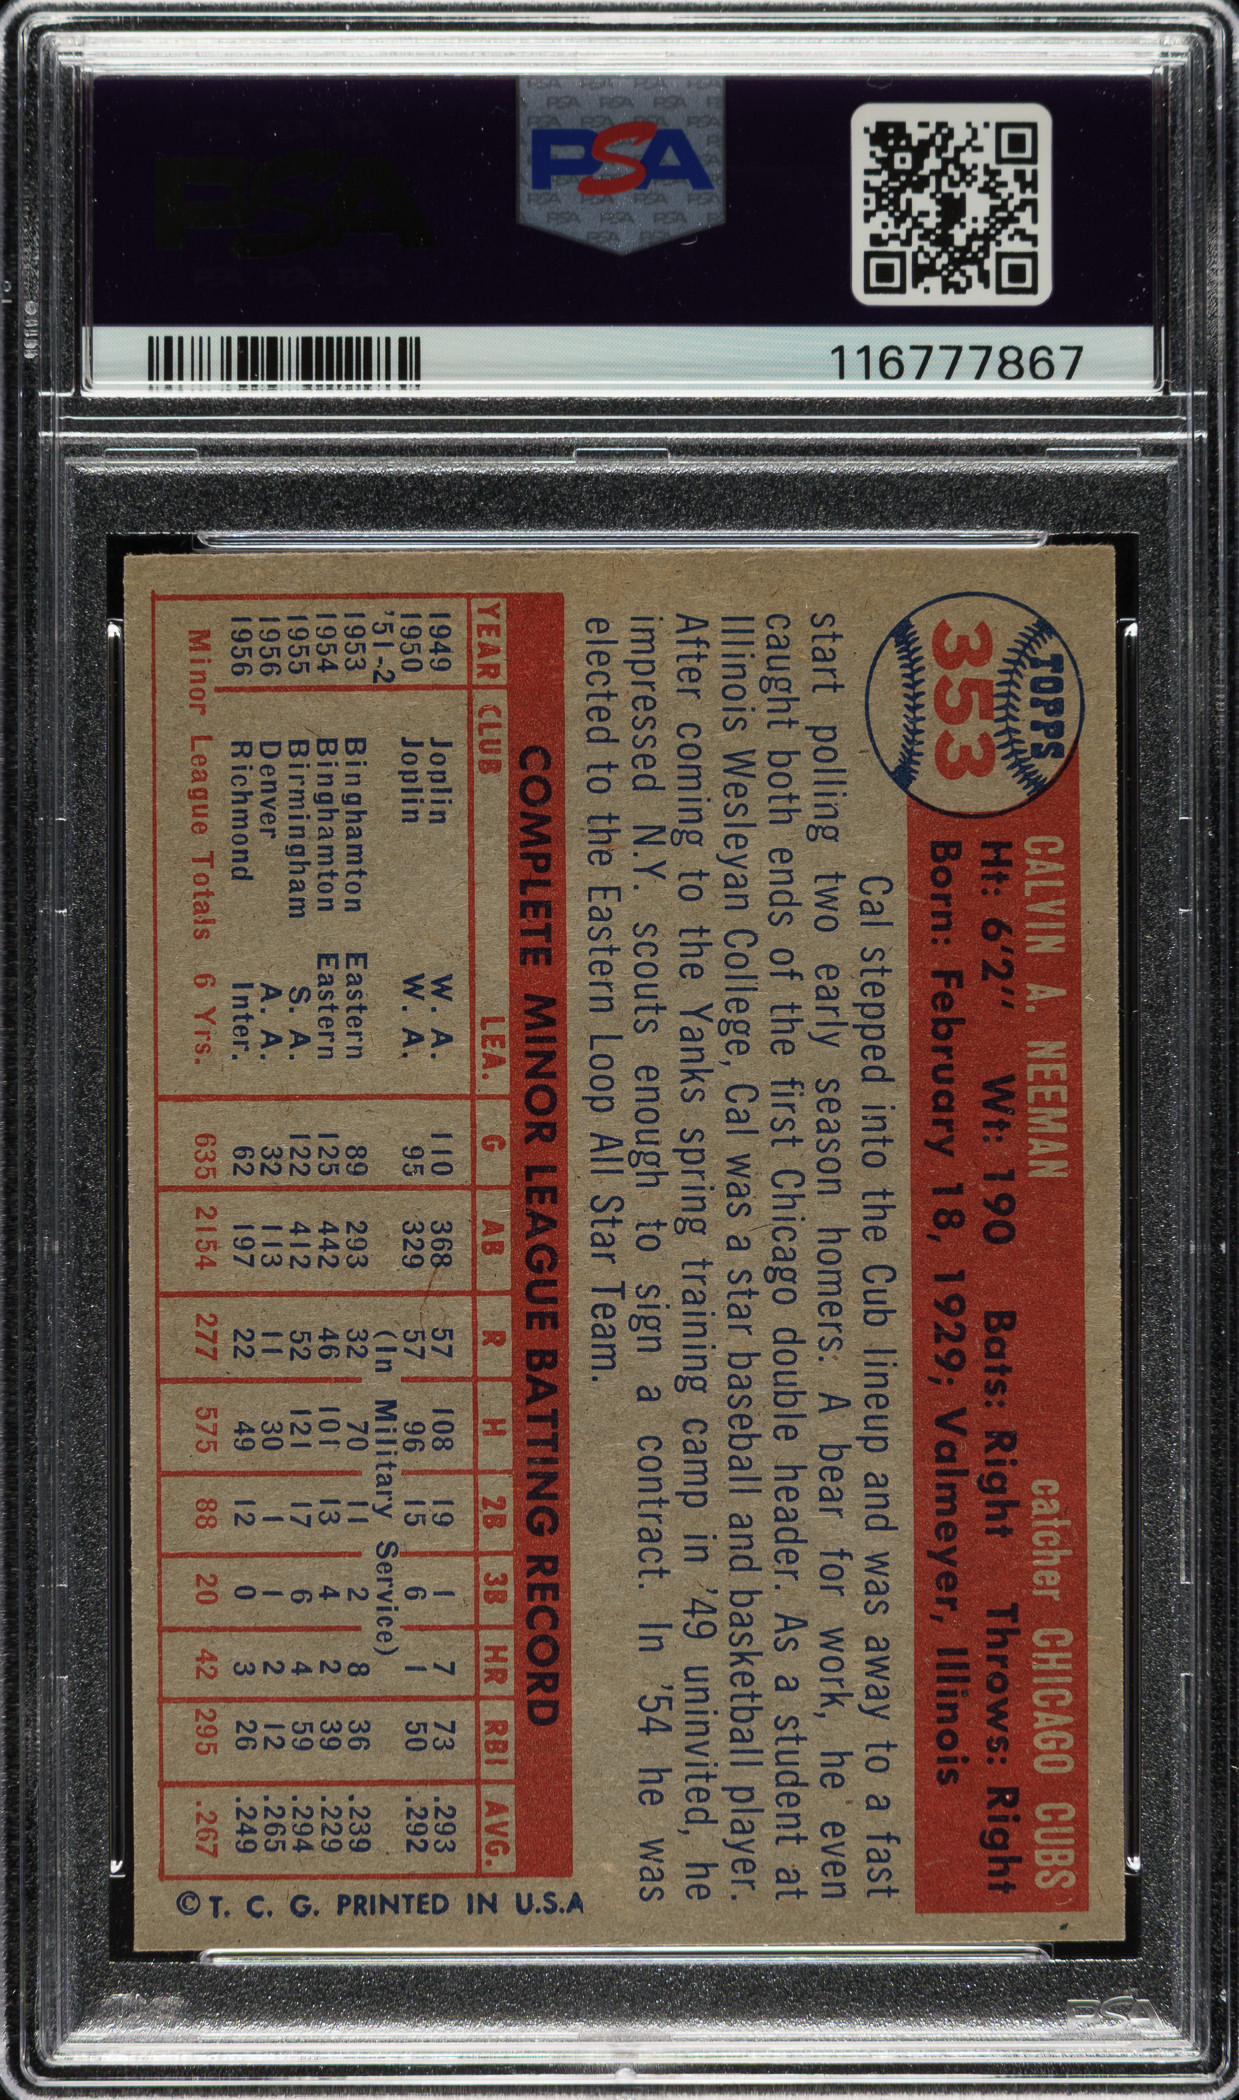 PSA
116777867
TOPPS
353
CALVIN A. NEEMAN catcher CHICAGO CUBS
Ht: 6'2" Wt: 190 Bats: Right Throws: Right
Born: February 18, 1929; Valmeyer, Illinois
Cal stepped into the Cub lineup and was away to a fast
start polling two early season homers. A bear for work, he even
caught both ends of the first Chicago double header. As a student at
Illinois Wesleyan College, Cal was a star baseball and basketball player.
After coming to the Yanks spring training camp in '49 uninvited, he
impressed N.Y. scouts enough to sign a contract. In '54 he was
elected to the Eastern Loop All Star Team.
COMPLETE MINOR LEAGUE BATTING RECORD
YEAR CLUB LEA. G AB R H 2B 3B HR RBI AVG.
1949 Joplin W. A. 110 368 57 108 19 1 7 73 .293
1950 Joplin W. A. 95 329 57 96 15 6 1 50 .292
'51-2 (In Military Service)
1953 Binghamton Eastern 89 293 32 70 11 2 8 36 .239
1954 Binghamton Eastern 125 442 46 101 13 4 2 39 .229
1955 Birmingham S. A. 122 412 52 121 17 6 4 59 .294
1956 Denver A. A. 32 113 11 30 1 1 2 12 .265
1956 Richmond Inter. 62 197 22 49 12 0 3 26 .249
Minor League Totals 6 Yrs. 635 2154 277 575 88 20 42 295 .267
© T. C. G. PRINTED IN U.S.A
PSA